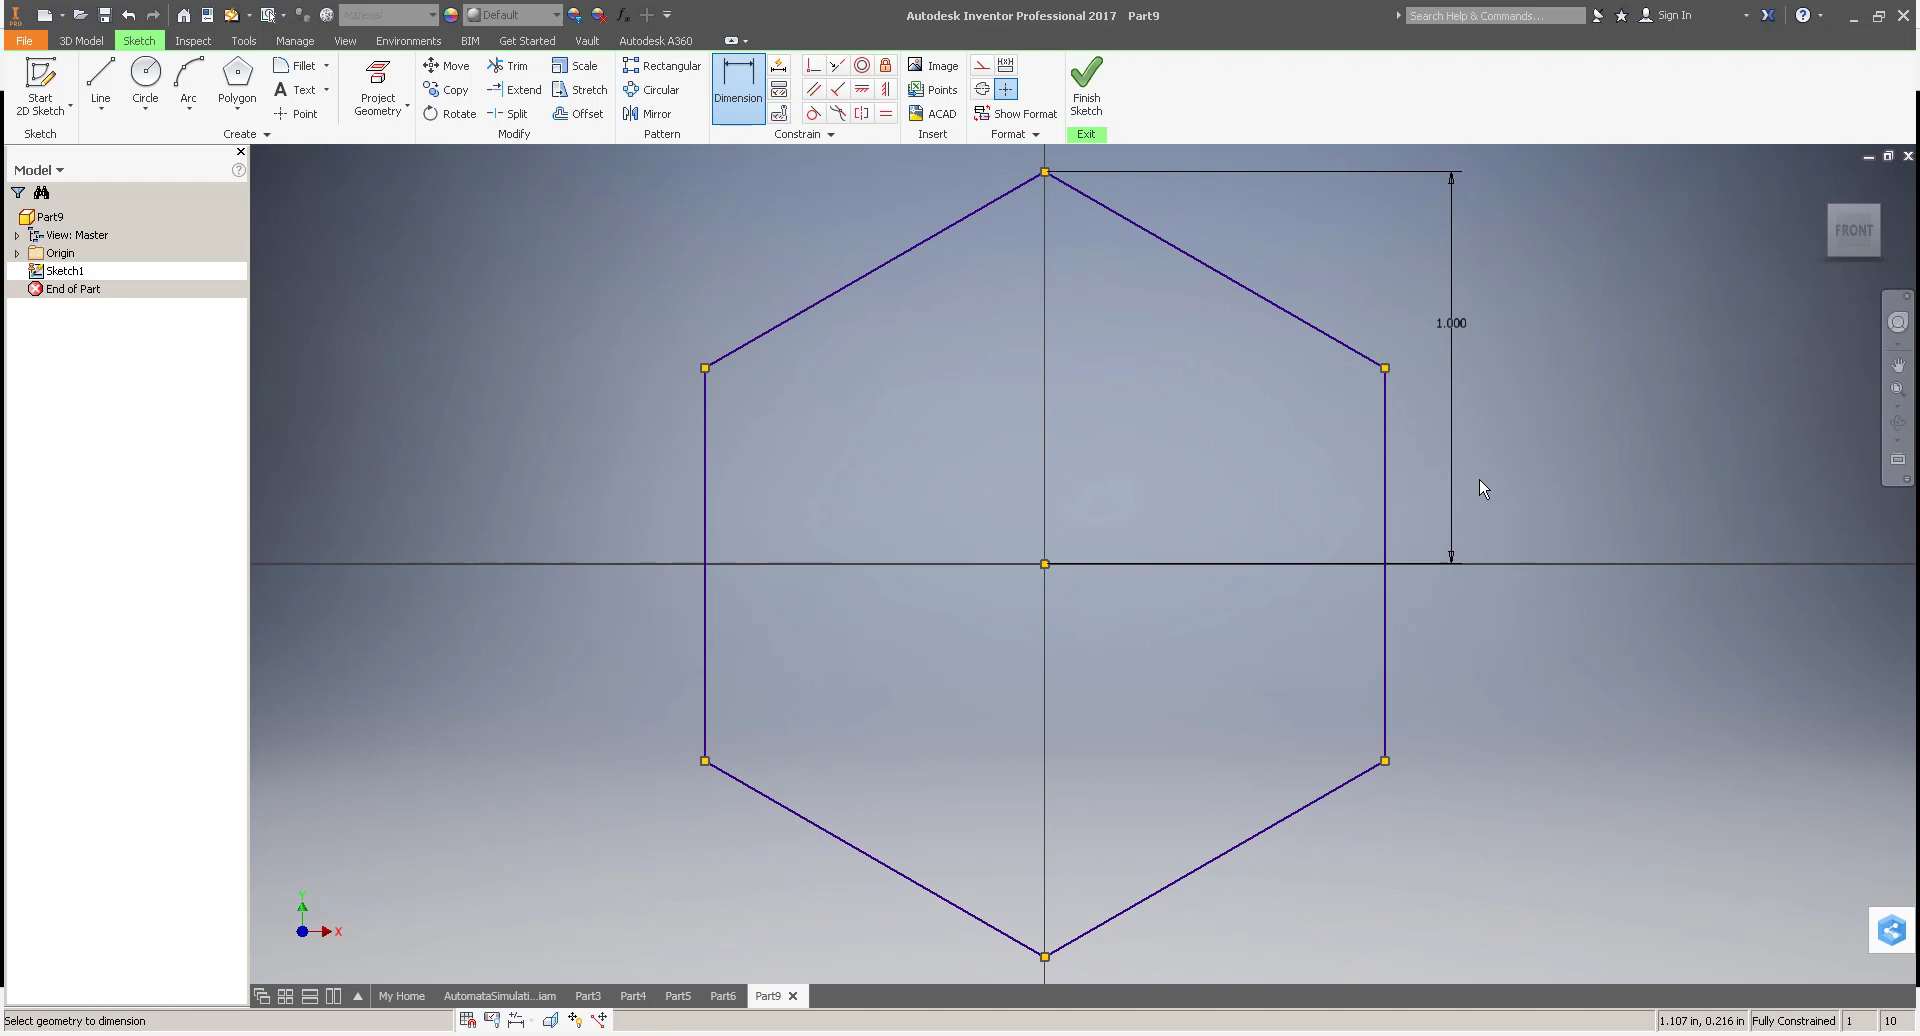 Material
Default
Autodesk Inventor Professional 2017 Part9
Search Help & Commands...
Sign In
File 3D Model Sketch Inspect Tools Manage View Environments BIM Get Started Vault Autodesk A360
Start
2D Sketch
Line
Circle
Arc
Polygon
Fillet
Text
Point
Project
Geometry
Move
Copy
Rotate
Trim
Extend
Split
Scale
Stretch
Offset
Rectangular
Circular
Mirror
Dimension
Image
Points
ACAD
Show Format
Finish
Sketch
Sketch Create Modify Pattern Constrain Insert Format Exit
Model
Part9
View: Master
Origin
Sketch1
End of Part
FRONT
1.000
Y
X
My Home AutomataSimulati...iam Part3 Part4 Part5 Part6 Part9
Select geometry to dimension
1.107 in, 0.216 in Fully Constrained 1 10